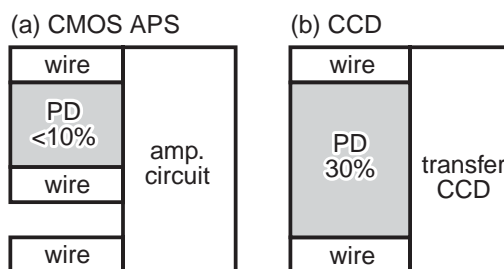 (a) CMOS APS
wire
PD
<10%
wire
wire
amp.
circuit
(b) CCD
wire
PD
30%
wire
transfer
CCD